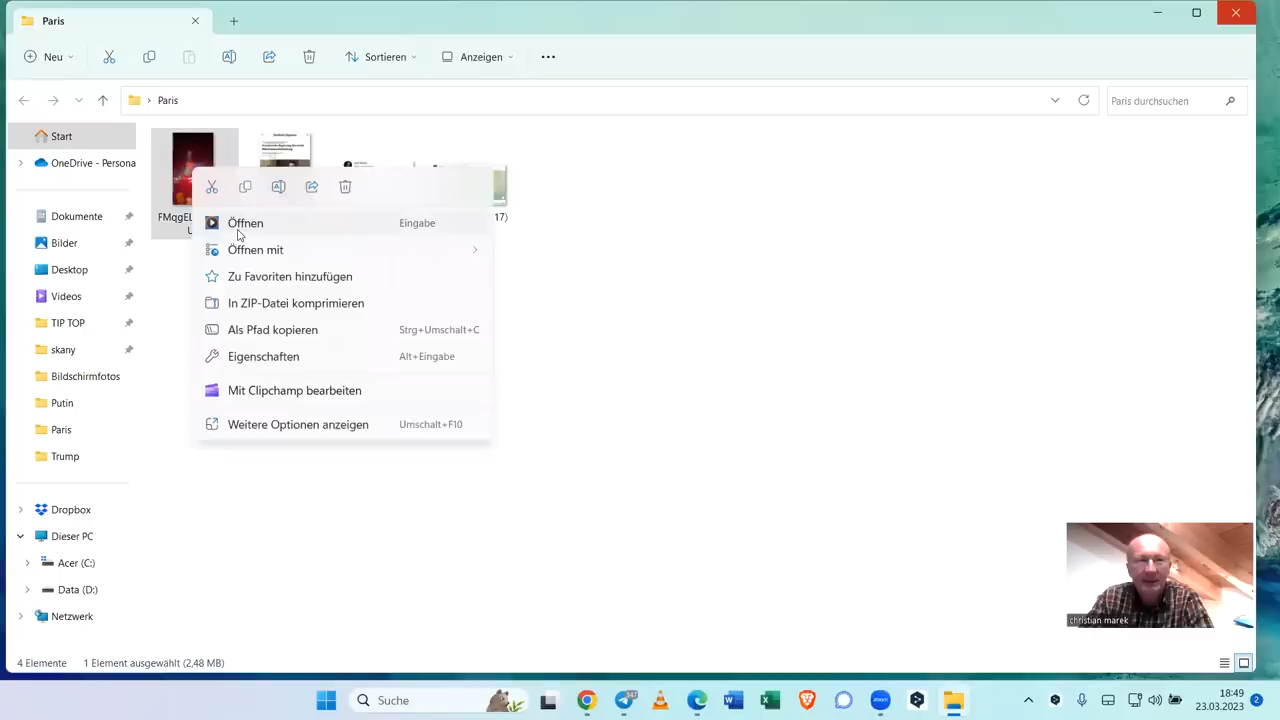 Paris
Neu
Sortieren
Anzeigen
Paris
Paris durchsuchen
Start
OneDrive - Persona
Dokumente
Bilder
Desktop
Videos
TIP TOP
skany
Bildschirmfotos
Putin
Paris
Trump
Dropbox
Dieser PC
Acer (C:)
Data (D:)
Netzwerk
17)
Öffnen Eingabe
Öffnen mit
Zu Favoriten hinzufügen
In ZIP-Datei komprimieren
Als Pfad kopieren Strg+Umschalt+C
Eigenschaften Alt+Eingabe
Mit Clipchamp bearbeiten
Weitere Optionen anzeigen Umschalt+F10
christian marek
4 Elemente 1 Element ausgewählt (2,48 MB)
Suche
18:49
23.03.2023
2